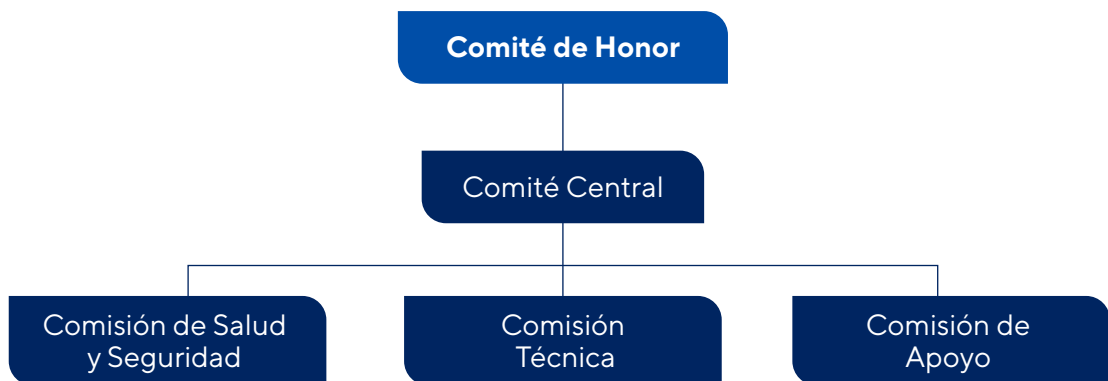 Comité de Honor
Comité Central
Comisión de Salud
y Seguridad
Comisión
Técnica
Comisión de
Apoyo